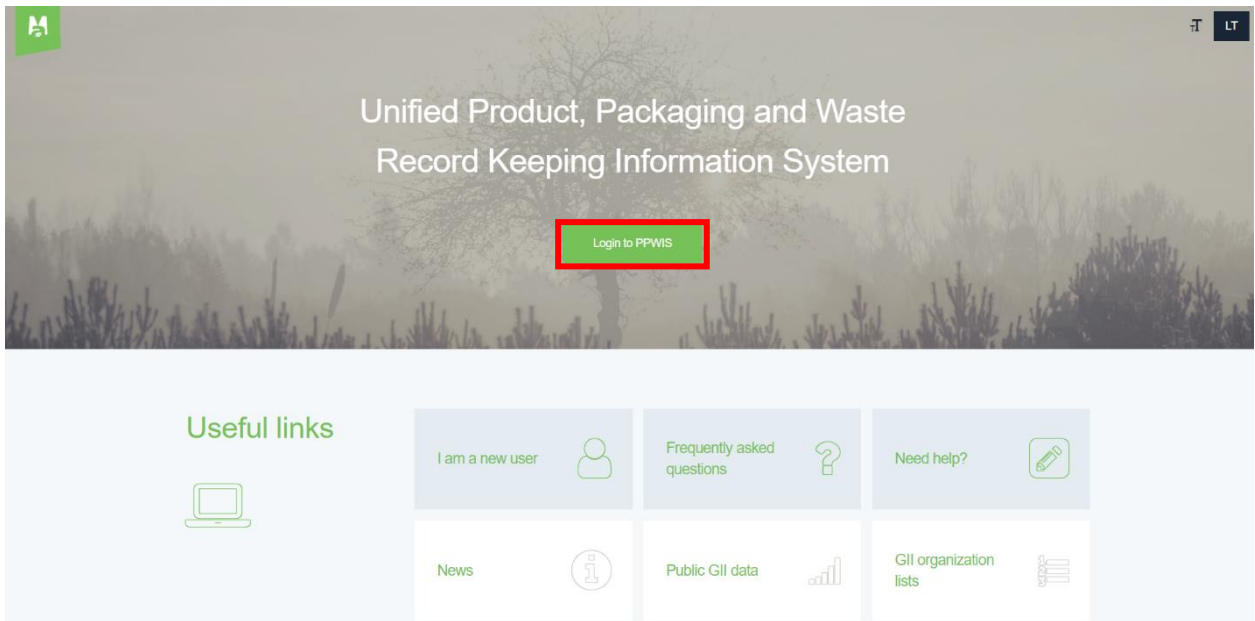 LT
Unified Product, Packaging and Waste
Record Keeping Information System
Login to PPWIS
Useful links
I am a new user
Frequently asked
questions
Need help?
News
Public GII data
GII organization
lists